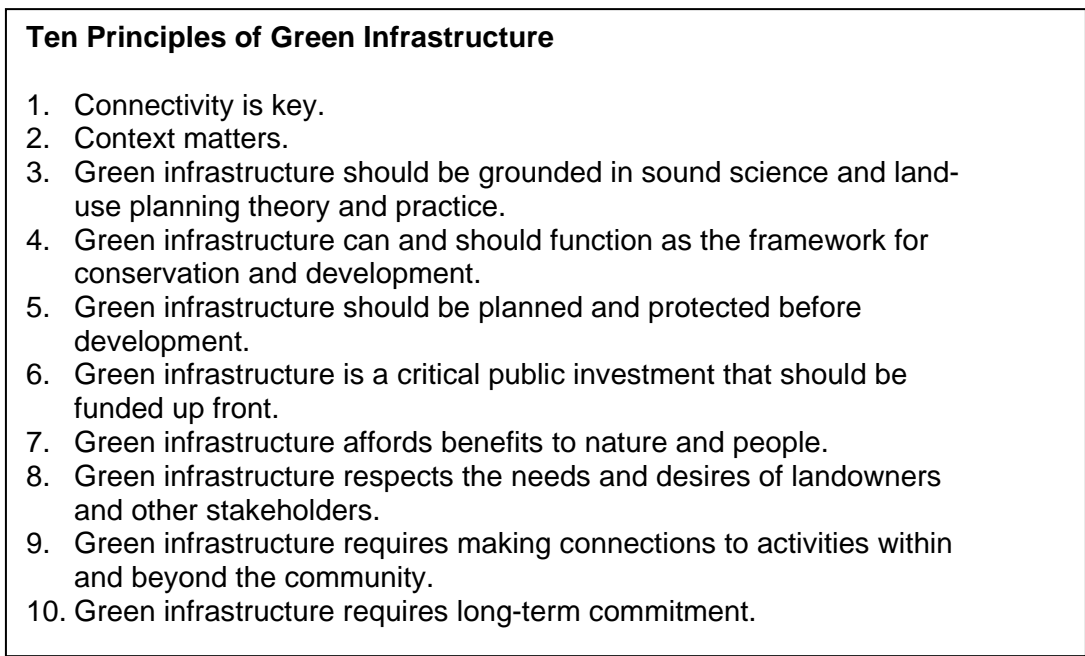 Ten Principles of Green Infrastructure
1. Connectivity is key.
2. Context matters.
3. Green infrastructure should be grounded in sound science and land-
use planning theory and practice.
4. Green infrastructure can and should function as the framework for
conservation and development.
5. Green infrastructure should be planned and protected before
development.
6. Green infrastructure is a critical public investment that should be
funded up front.
7. Green infrastructure affords benefits to nature and people.
8. Green infrastructure respects the needs and desires of landowners
and other stakeholders.
9. Green infrastructure requires making connections to activities within
and beyond the community.
10. Green infrastructure requires long-term commitment.